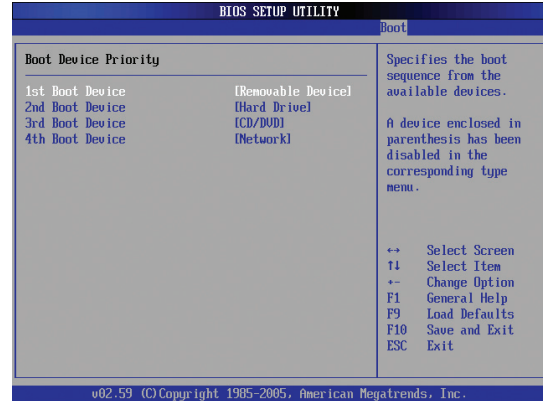 BIOS SETUP UTILITY
Boot
Boot Device Priority
1st Boot Device [Removable Device]
2nd Boot Device [Hard Drive]
3rd Boot Device [CD/DVD]
4th Boot Device [Network]
Specifies the boot
sequence from the
available devices.
A device enclosed in
parenthesis has been
disabled in the
corresponding type
menu.
↔ Select Screen
↑↓ Select Item
+- Change Option
F1 General Help
F9 Load Defaults
F10 Save and Exit
ESC Exit
v02.59 (C)Copyright 1985-2005, American Megatrends, Inc.